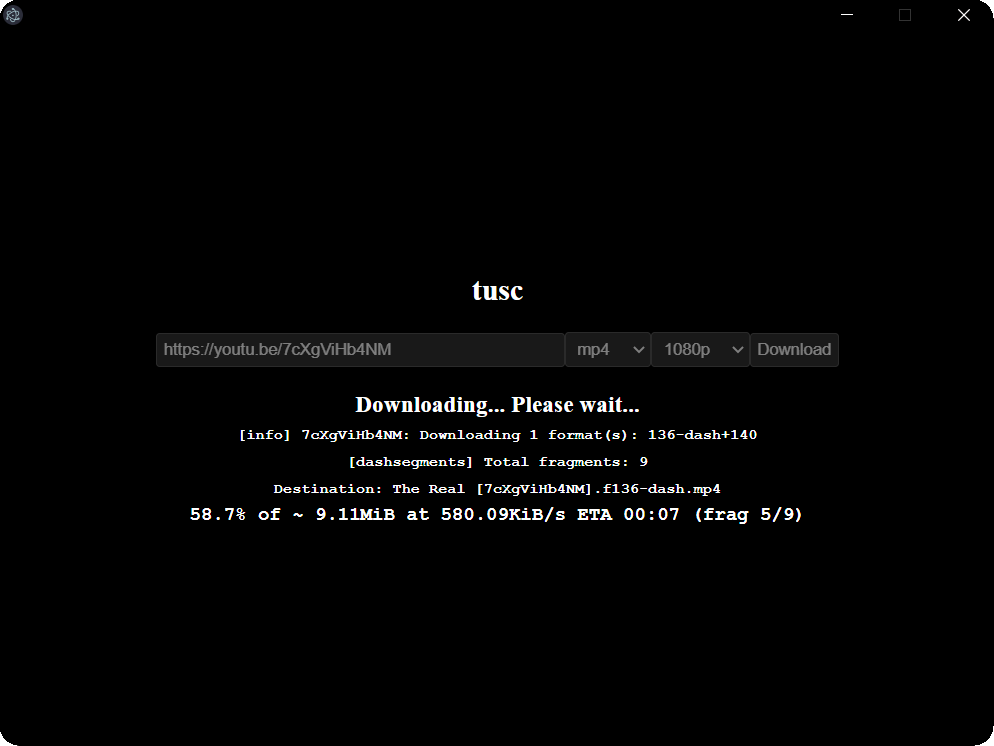 tusc
https://youtu.be/7cXgViHb4NM mp4 1080p Download
Downloading... Please wait...
[info] 7cXgViHb4NM: Downloading 1 format(s): 136-dash+140
[dashsegments] Total fragments: 9
Destination: The Real [7cXgViHb4NM].f136-dash.mp4
58.7% of ~ 9.11MiB at 580.09KiB/s ETA 00:07 (frag 5/9)